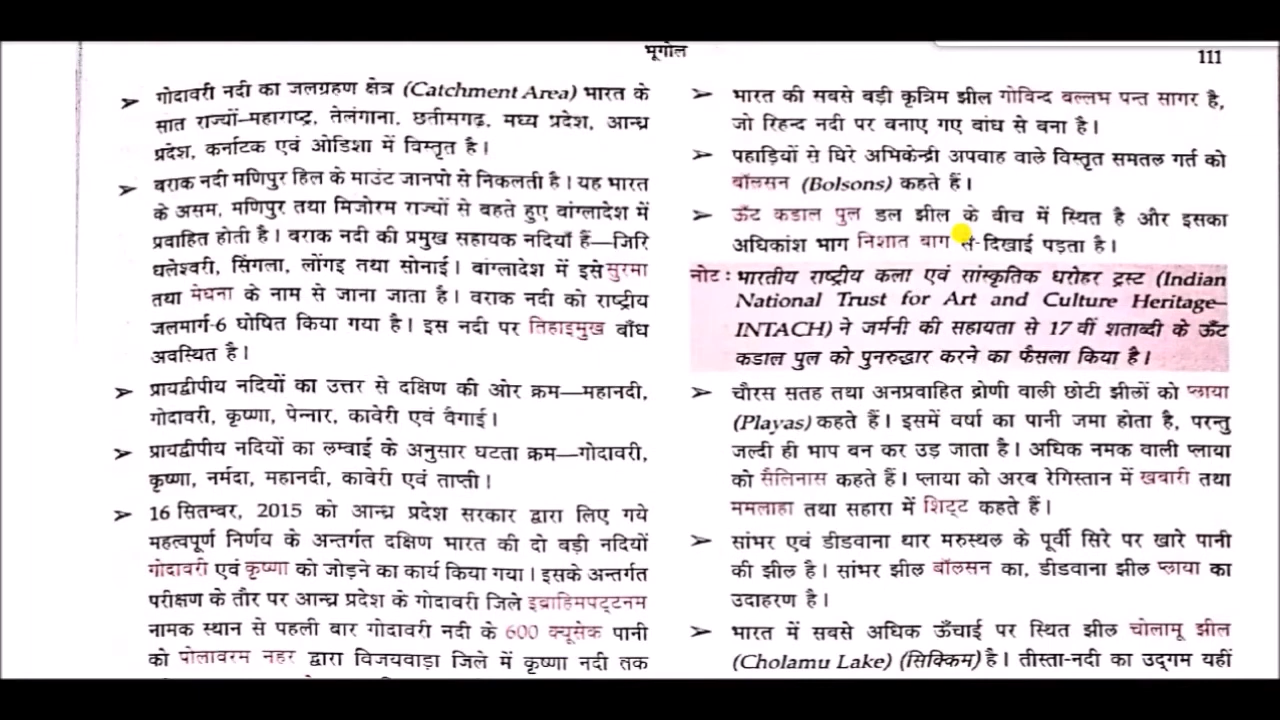 भूगोल
111
➢ गोदावरी नदी का जलग्रहण क्षेत्र (Catchment Area) भारत के
सात राज्यों–महाराष्ट्र, तेलंगाना, छतीसगढ़, मध्य प्रदेश, आन्ध्र
प्रदेश, कर्नाटक एवं ओडिशा में विस्तृत है।
➢ बराक नदी मणिपुर हिल के माउंट जानपो से निकलती है। यह भारत
के असम, मणिपुर तथा मिजोरम राज्यों से बहते हुए बांग्लादेश में
प्रवाहित होती है। बराक नदी की प्रमुख सहायक नदियाँ हैं—जिरि
धलेश्वरी, सिंगला, लोंगइ तथा सोनाई। बांग्लादेश में इसे सुरमा
तथा मेघना के नाम से जाना जाता है। बराक नदी को राष्ट्रीय
जलमार्ग-6 घोषित किया गया है। इस नदी पर तिहाइमुख बाँध
अवस्थित है।
➢ प्रायद्वीपीय नदियों का उत्तर से दक्षिण की ओर क्रम—महानदी,
गोदावरी, कृष्णा, पेन्नार, कावेरी एवं वैगाई।
➢ प्रायद्वीपीय नदियों का लम्बाई के अनुसार घटता क्रम—गोदावरी,
कृष्णा, नर्मदा, महानदी, कावेरी एवं ताप्ती।
➢ 16 सितम्बर, 2015 को आन्ध्र प्रदेश सरकार द्वारा लिए गये
महत्वपूर्ण निर्णय के अन्तर्गत दक्षिण भारत की दो बड़ी नदियों
गोदावरी एवं कृष्णा को जोड़ने का कार्य किया गया। इसके अन्तर्गत
परीक्षण के तौर पर आन्ध्र प्रदेश के गोदावरी जिले इब्राहिमपट्टनम
नामक स्थान से पहली बार गोदावरी नदी के 600 क्यूसेक पानी
को पोलावरम नहर द्वारा विजयवाड़ा जिले में कृष्णा नदी तक
➢ भारत की सबसे बड़ी कृत्रिम झील गोविन्द बल्लभ पन्त सागर है,
जो रिहन्द नदी पर बनाए गए बांध से बना है।
➢ पहाड़ियों से घिरे अभिकेन्द्री अपवाह वाले विस्तृत समतल गर्त को
बॉलसन (Bolsons) कहते हैं।
➢ ऊँट कडाल पुल डल झील के बीच में स्थित है और इसका
अधिकांश भाग निशात बाग से दिखाई पड़ता है।
नोट : भारतीय राष्ट्रीय कला एवं सांस्कृतिक धरोहर ट्रस्ट (Indian
National Trust for Art and Culture Heritage–
INTACH) ने जर्मनी की सहायता से 17 वीं शताब्दी के ऊँट
कडाल पुल को पुनरुद्धार करने का फैसला किया है।
➢ चौरस सतह तथा अनप्रवाहित द्रोणी वाली छोटी झीलों को प्लाया
(Playas) कहते हैं। इसमें वर्षा का पानी जमा होता है, परन्तु
जल्दी ही भाप बन कर उड़ जाता है। अधिक नमक वाली प्लाया
को सैलिनास कहते हैं। प्लाया को अरब रेगिस्तान में खबारी तथा
ममलाहा तथा सहारा में शिट्ट कहते हैं।
➢ सांभर एवं डीडवाना थार मरुस्थल के पूर्वी सिरे पर खारे पानी
की झील है। सांभर झील बॉलसन का, डीडवाना झील प्लाया का
उदाहरण है।
➢ भारत में सबसे अधिक ऊँचाई पर स्थित झील चोलामू झील
(Cholamu Lake) (सिक्किम) है। तीस्ता-नदी का उद्गम यहीं